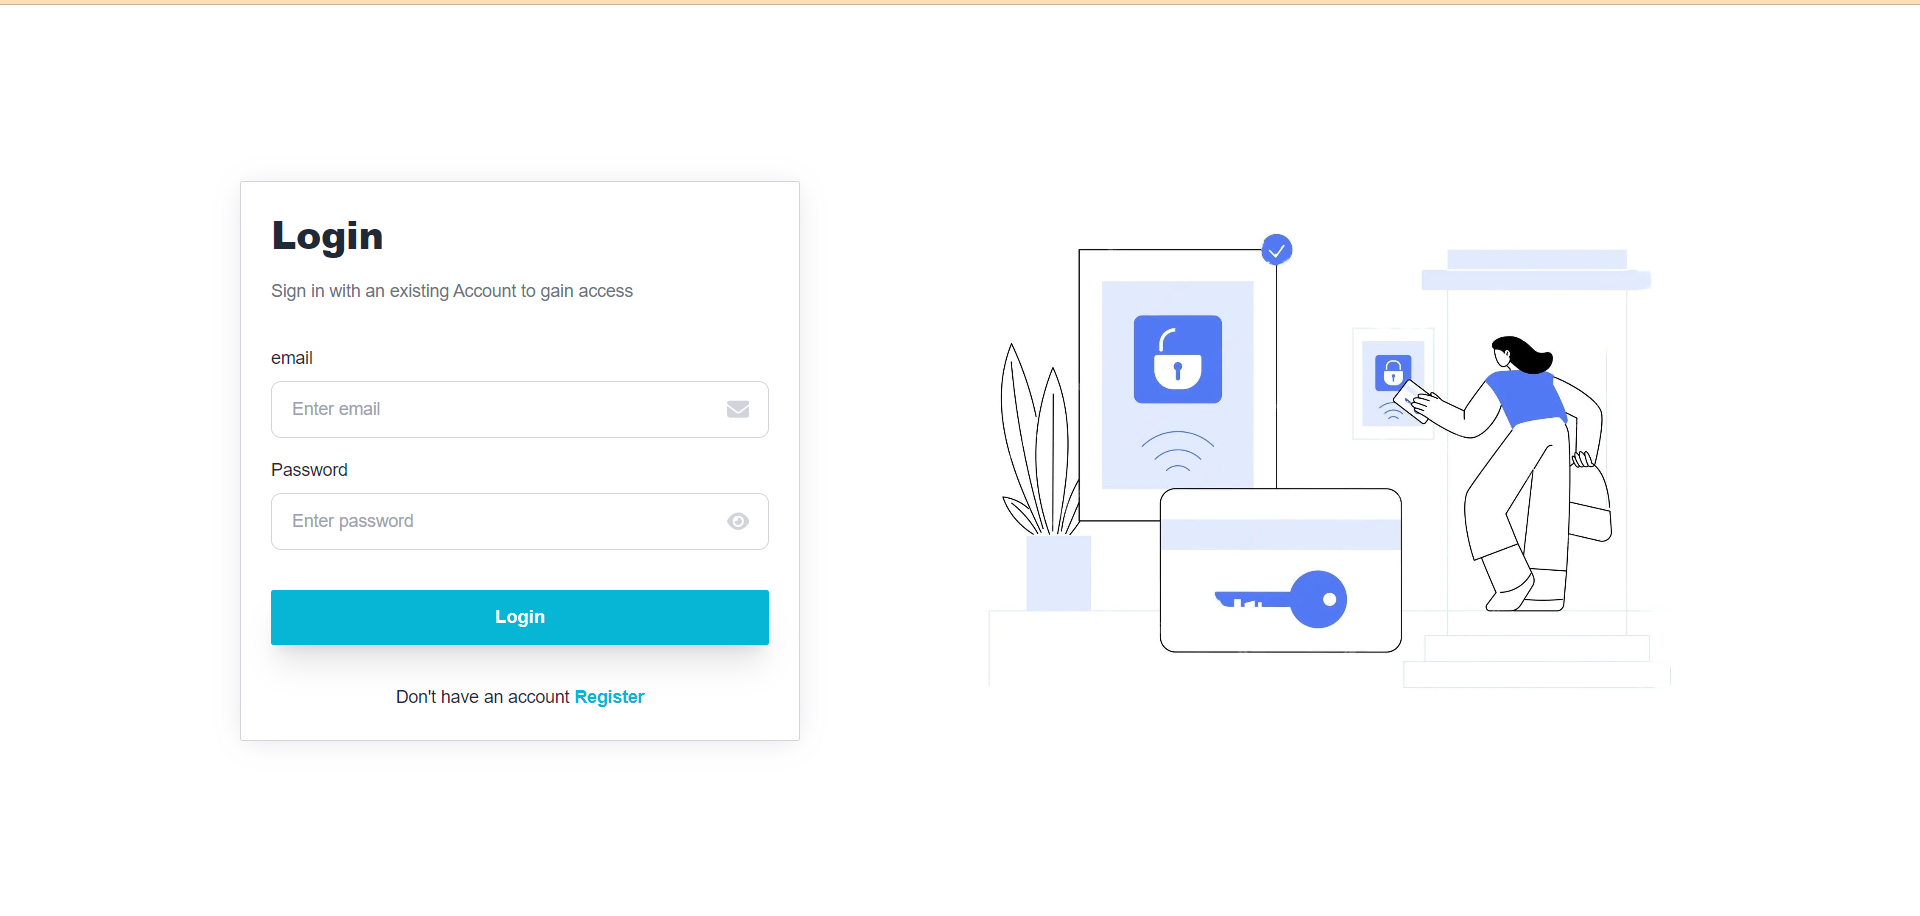 Login
Sign in with an existing Account to gain access
email
Enter email
Password
Enter password
Login
Don't have an account Register